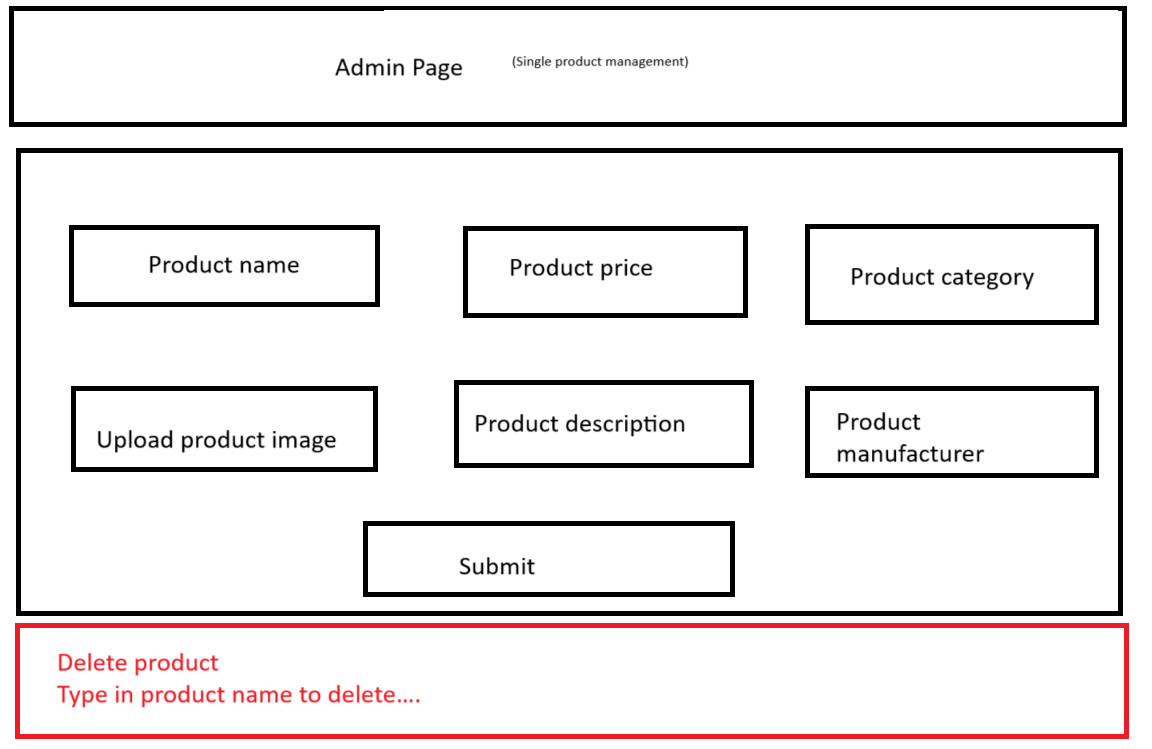 Admin Page (Single product management)
Product name
Product price
Product category
Upload product image
Product description
Product
manufacturer
Submit
Delete product
Type in product name to delete....